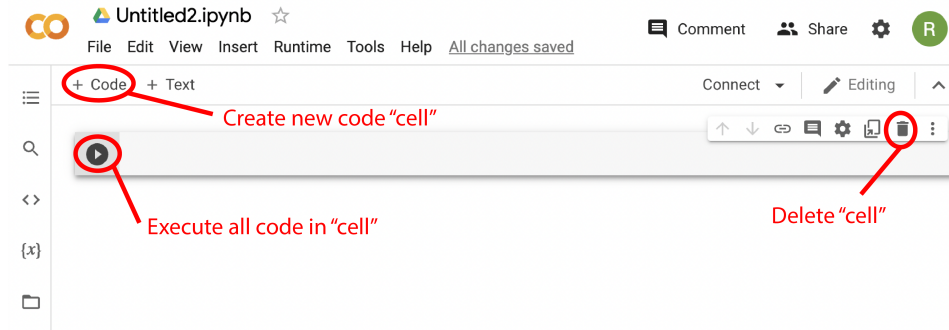 Untitled2.ipynb
File Edit View Insert Runtime Tools Help All changes saved
Comment Share R
+ Code + Text
Connect Editing
Create new code “cell”
Execute all code in “cell”
Delete “cell”
{x}